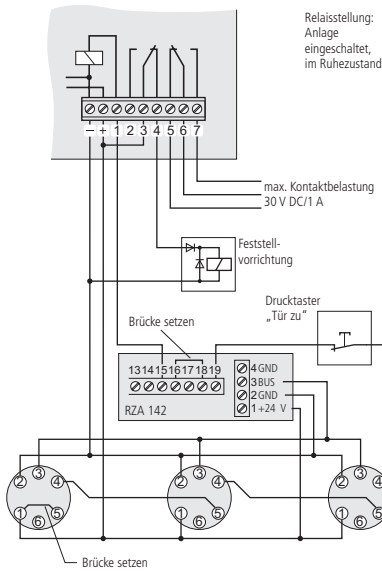 Relaisstellung:
Anlage
eingeschaltet,
im Ruhezustand
– + 1 2 3 4 5 6 7
max. Kontaktbelastung
30 V DC/1 A
Feststell-
vorrichtung
Drucktaster
„Tür zu“
Brücke setzen
13 14 15 16 17 18 19
RZA 142
4 GND
3 BUS
2 GND
1 +24 V
3 3 3
2 4 2 4 2 4
1 5 1 5 1 5
6 6 6
Brücke setzen